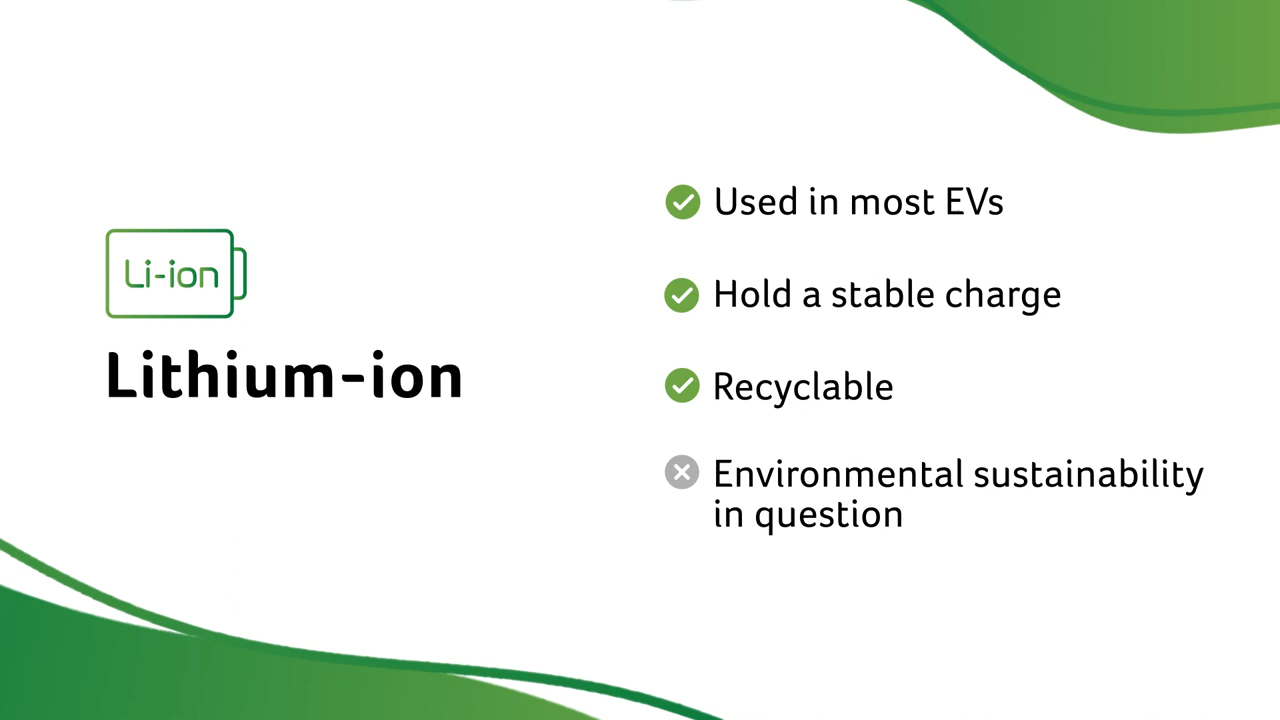 Li-ion
Lithium-ion
Used in most EVs
Hold a stable charge
Recyclable
Environmental sustainability
in question